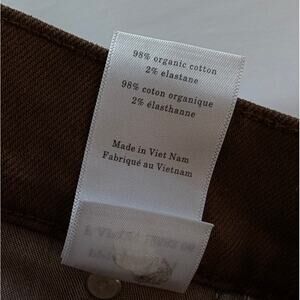 98% organic cotton
2% elastane
98% coton organique
2% élasthanne
Made in Viet Nam
Fabriqué au Vietnam